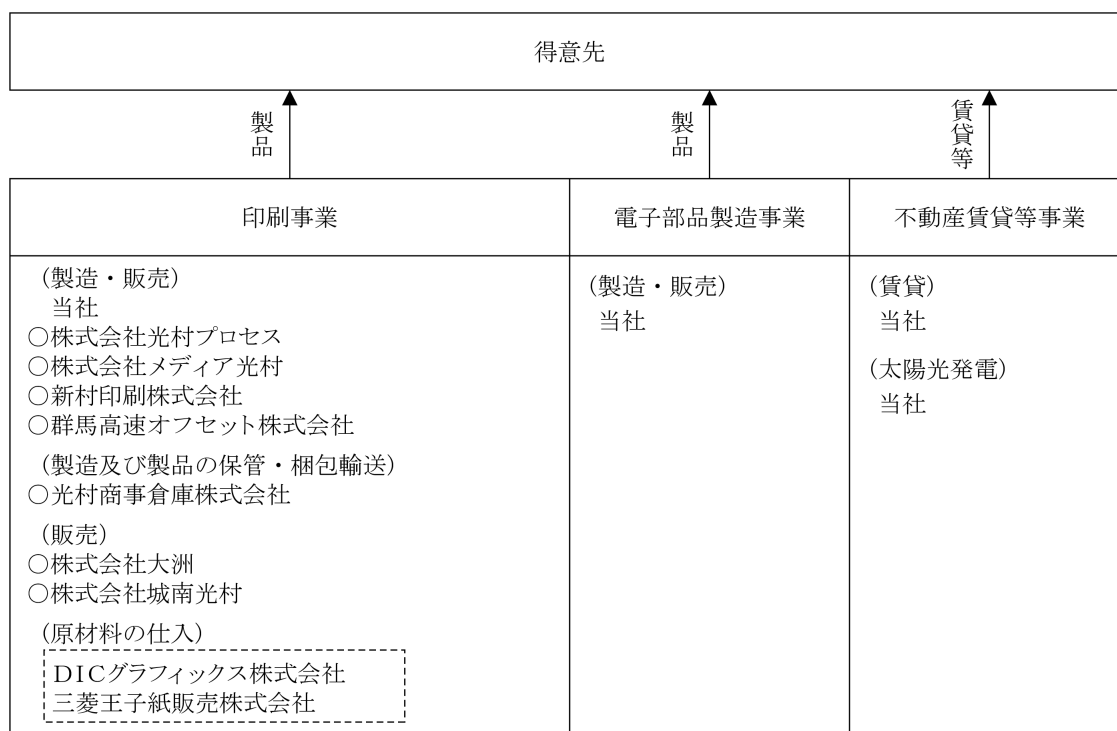 得意先
製品
製品
賃貸等
印刷事業
電子部品製造事業
不動産賃貸等事業
(製造・販売)
当社
○株式会社光村プロセス
○株式会社メディア光村
○新村印刷株式会社
○群馬高速オフセット株式会社
(製造及び製品の保管・梱包輸送)
○光村商事倉庫株式会社
(販売)
○株式会社大洲
○株式会社城南光村
(原材料の仕入)
DICグラフィックス株式会社
三菱王子紙販売株式会社
(製造・販売)
当社
(賃貸)
当社
(太陽光発電)
当社